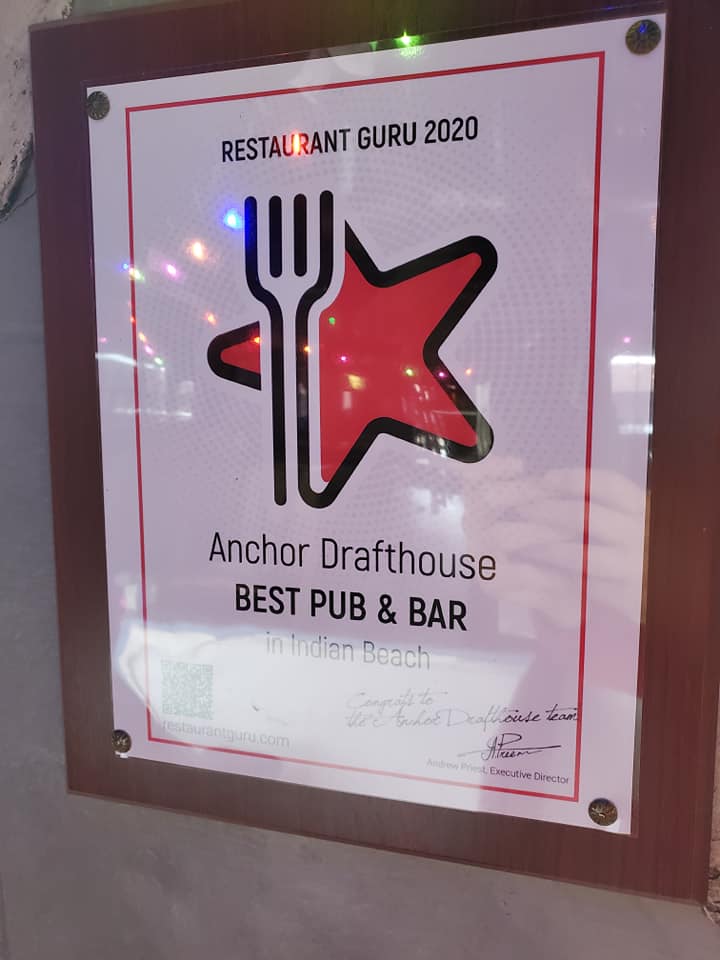 RESTAURANT GURU 2020
Anchor Drafthouse
BEST PUB & BAR
in Indian Beach
Congrats to
the Anchor Drafthouse team
restaurantguru.com
Andrew Priest, Executive Director